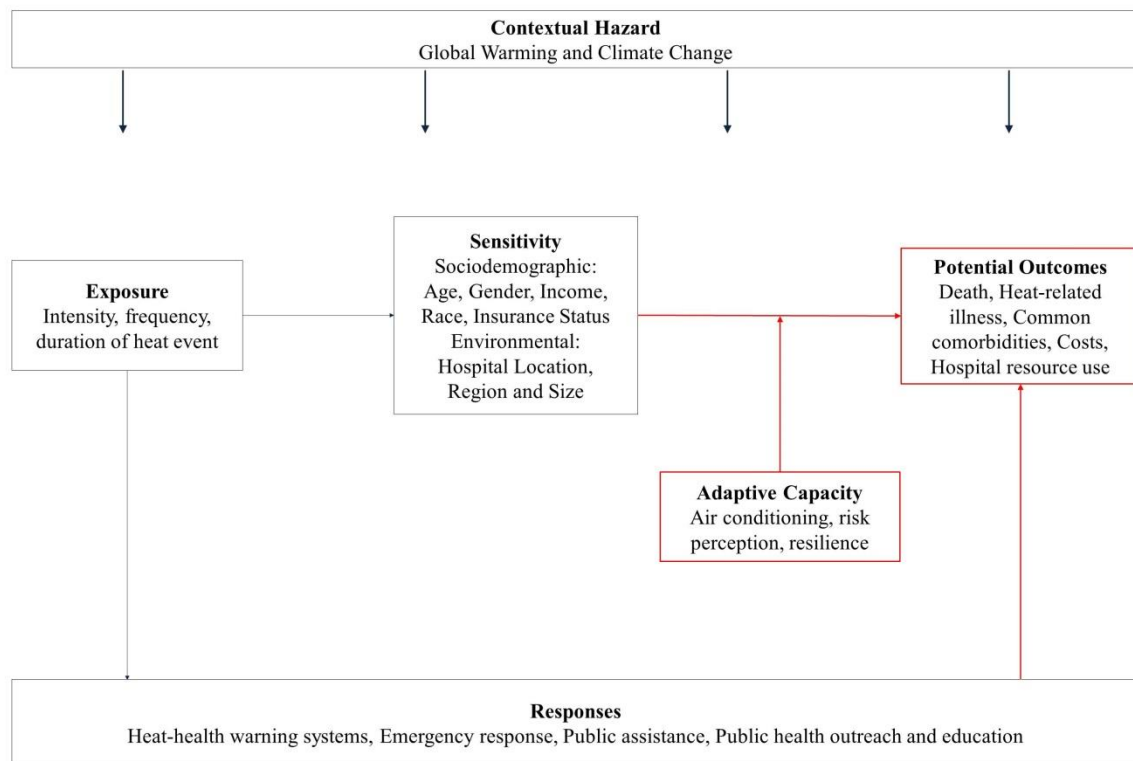 Contextual Hazard
Global Warming and Climate Change
Exposure
Intensity, frequency,
duration of heat event
Sensitivity
Sociodemographic:
Age, Gender, Income,
Race, Insurance Status
Environmental:
Hospital Location,
Region and Size
Potential Outcomes
Death, Heat-related
illness, Common
comorbidities, Costs,
Hospital resource use
Adaptive Capacity
Air conditioning, risk
perception, resilience
Responses
Heat-health warning systems, Emergency response, Public assistance, Public health outreach and education